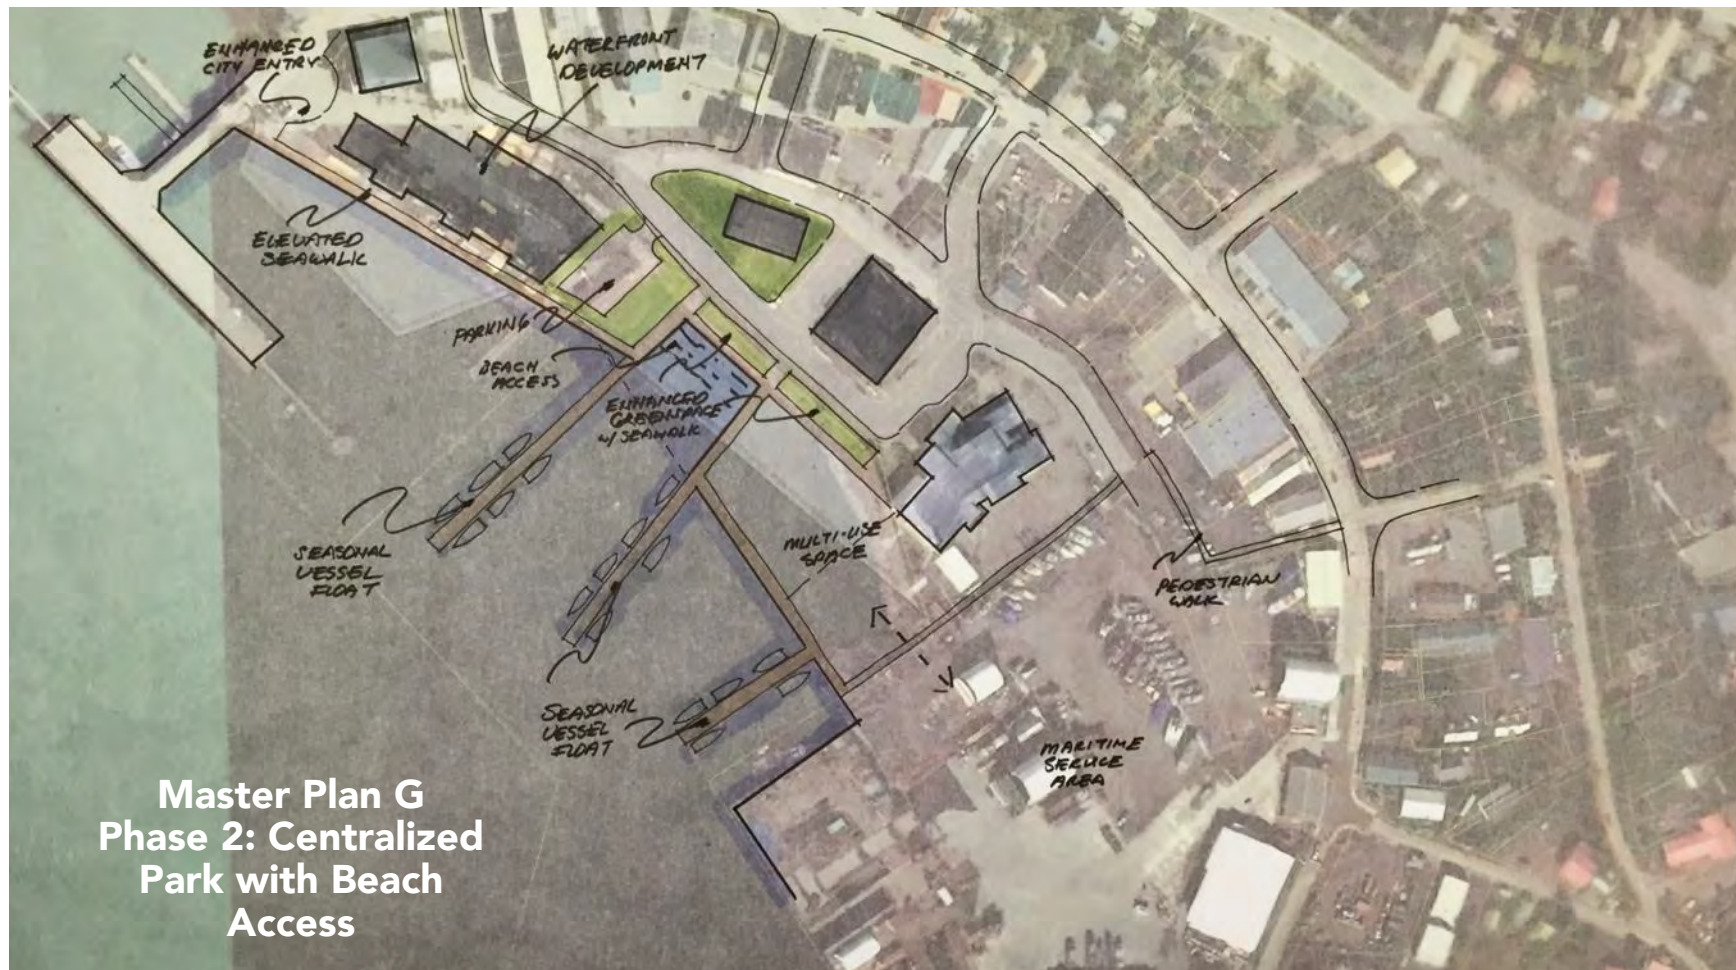 ENHANCED
CITY ENTRY
WATERFRONT
DEVELOPMENT
ELEVATED
SEAWALK
PARKING
BEACH
ACCESS
ENHANCED
GREENSPACE
W/ SEAWALK
SEASONAL
VESSEL
FLOAT
MULTI-USE
SPACE
PEDESTRIAN
WALK
SEASONAL
VESSEL
FLOAT
MARITIME
SERVICE
AREA
Master Plan G
Phase 2: Centralized
Park with Beach
Access